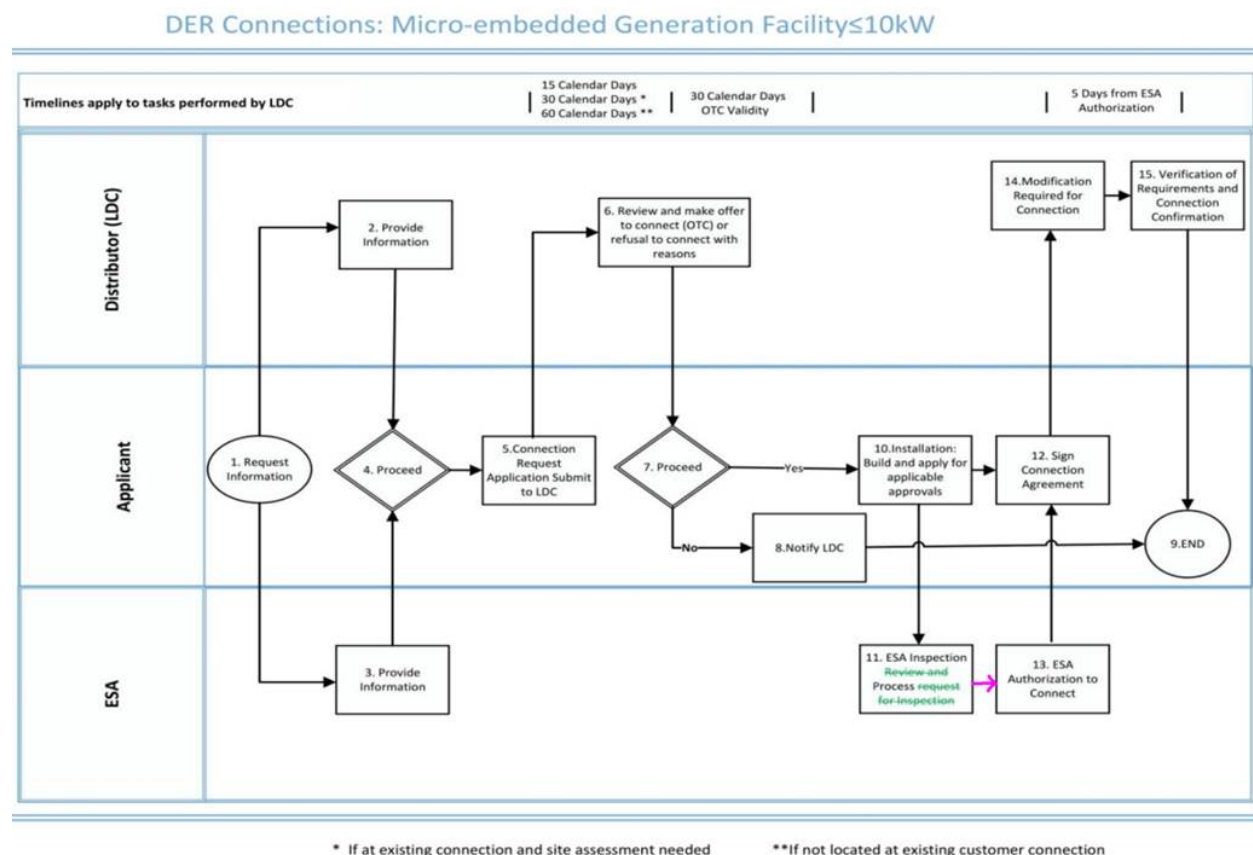 DER Connections: Micro-embedded Generation Facility≤10kW
Timelines apply to tasks performed by LDC
15 Calendar Days
30 Calendar Days *
60 Calendar Days **
30 Calendar Days
OTC Validity
5 Days from ESA
Authorization
Distributor (LDC)
2. Provide
Information
6. Review and make offer
to connect (OTC) or
refusal to connect with
reasons
14.Modification
Required for
Connection
15. Verification of
Requirements and
Connection
Confirmation
Applicant
1. Request
Information
4. Proceed
5.Connection
Request
Application Submit
to LDC
7. Proceed
Yes
No
8.Notify LDC
10.Installation:
Build and apply for
applicable
approvals
12. Sign
Connection
Agreement
9.END
ESA
3. Provide
Information
11. ESA Inspection
Review and
Process request
for Inspection
13. ESA
Authorization to
Connect
* If at existing connection and site assessment needed
**If not located at existing customer connection